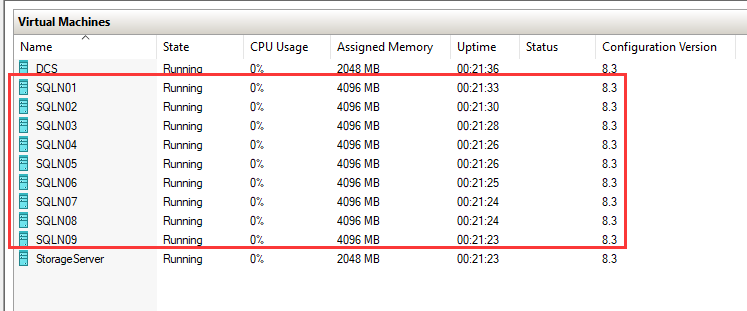 Virtual Machines
Name State CPU Usage Assigned Memory Uptime Status Configuration Version
DCS Running 0% 2048 MB 00:21:36 8.3
SQLN01 Running 0% 4096 MB 00:21:33 8.3
SQLN02 Running 0% 4096 MB 00:21:30 8.3
SQLN03 Running 0% 4096 MB 00:21:28 8.3
SQLN04 Running 0% 4096 MB 00:21:26 8.3
SQLN05 Running 0% 4096 MB 00:21:26 8.3
SQLN06 Running 0% 4096 MB 00:21:25 8.3
SQLN07 Running 0% 4096 MB 00:21:24 8.3
SQLN08 Running 0% 4096 MB 00:21:24 8.3
SQLN09 Running 0% 4096 MB 00:21:23 8.3
StorageServer Running 0% 2048 MB 00:21:23 8.3